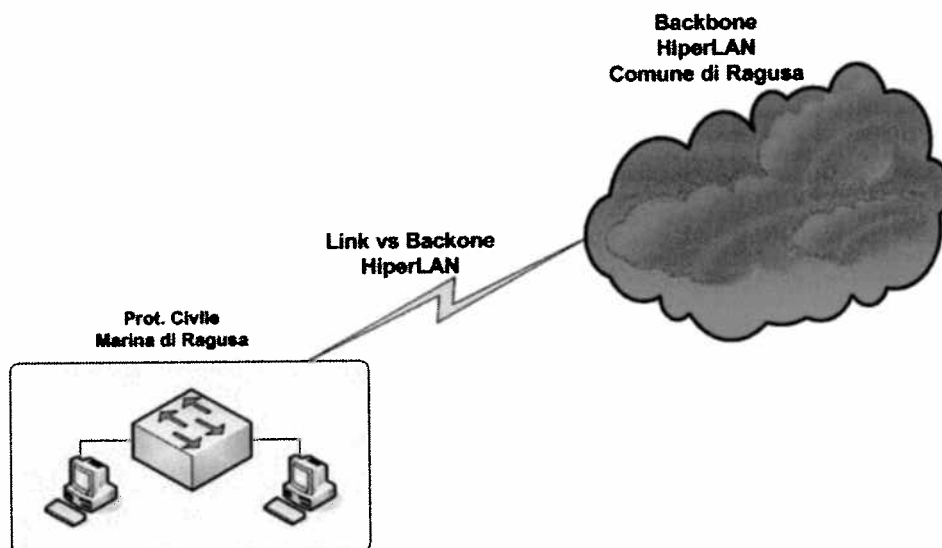 Backbone
HiperLAN
Comune di Ragusa
Link vs Backone
HiperLAN
Prot. Civile
Marina di Ragusa